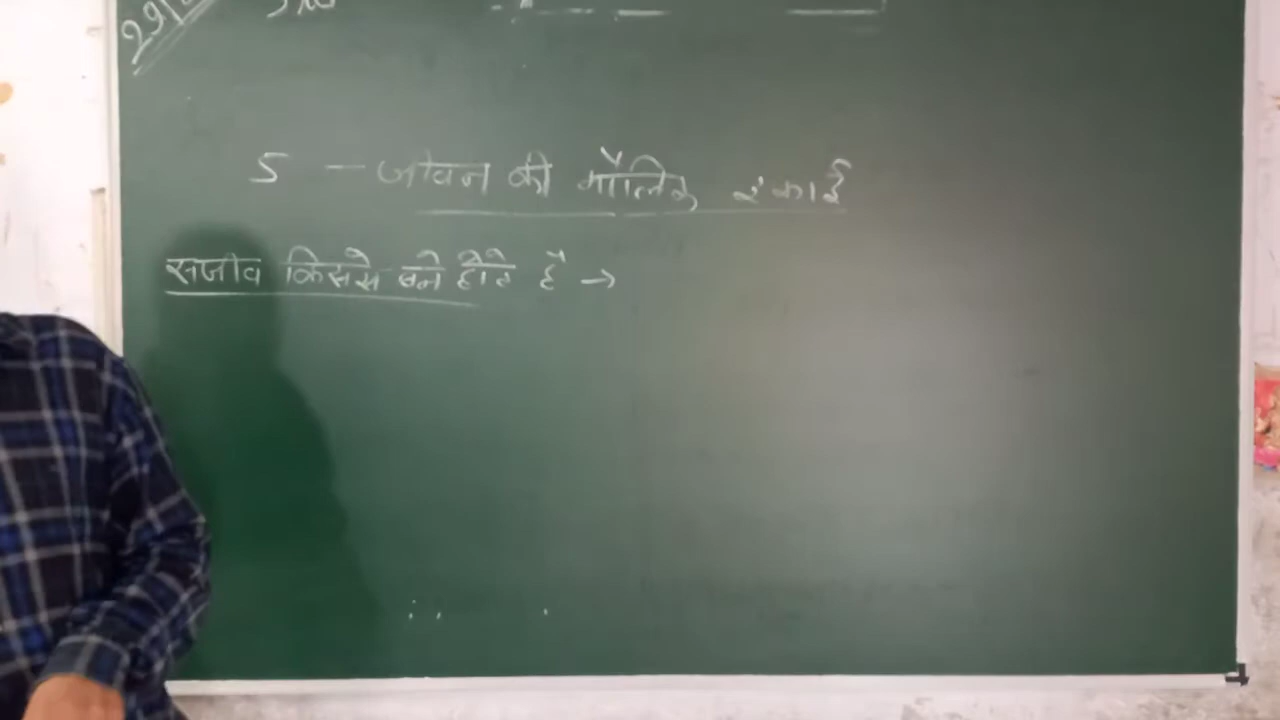 5 - जीवन की मौलिक इकाई
सजीव किससे बने होते है →